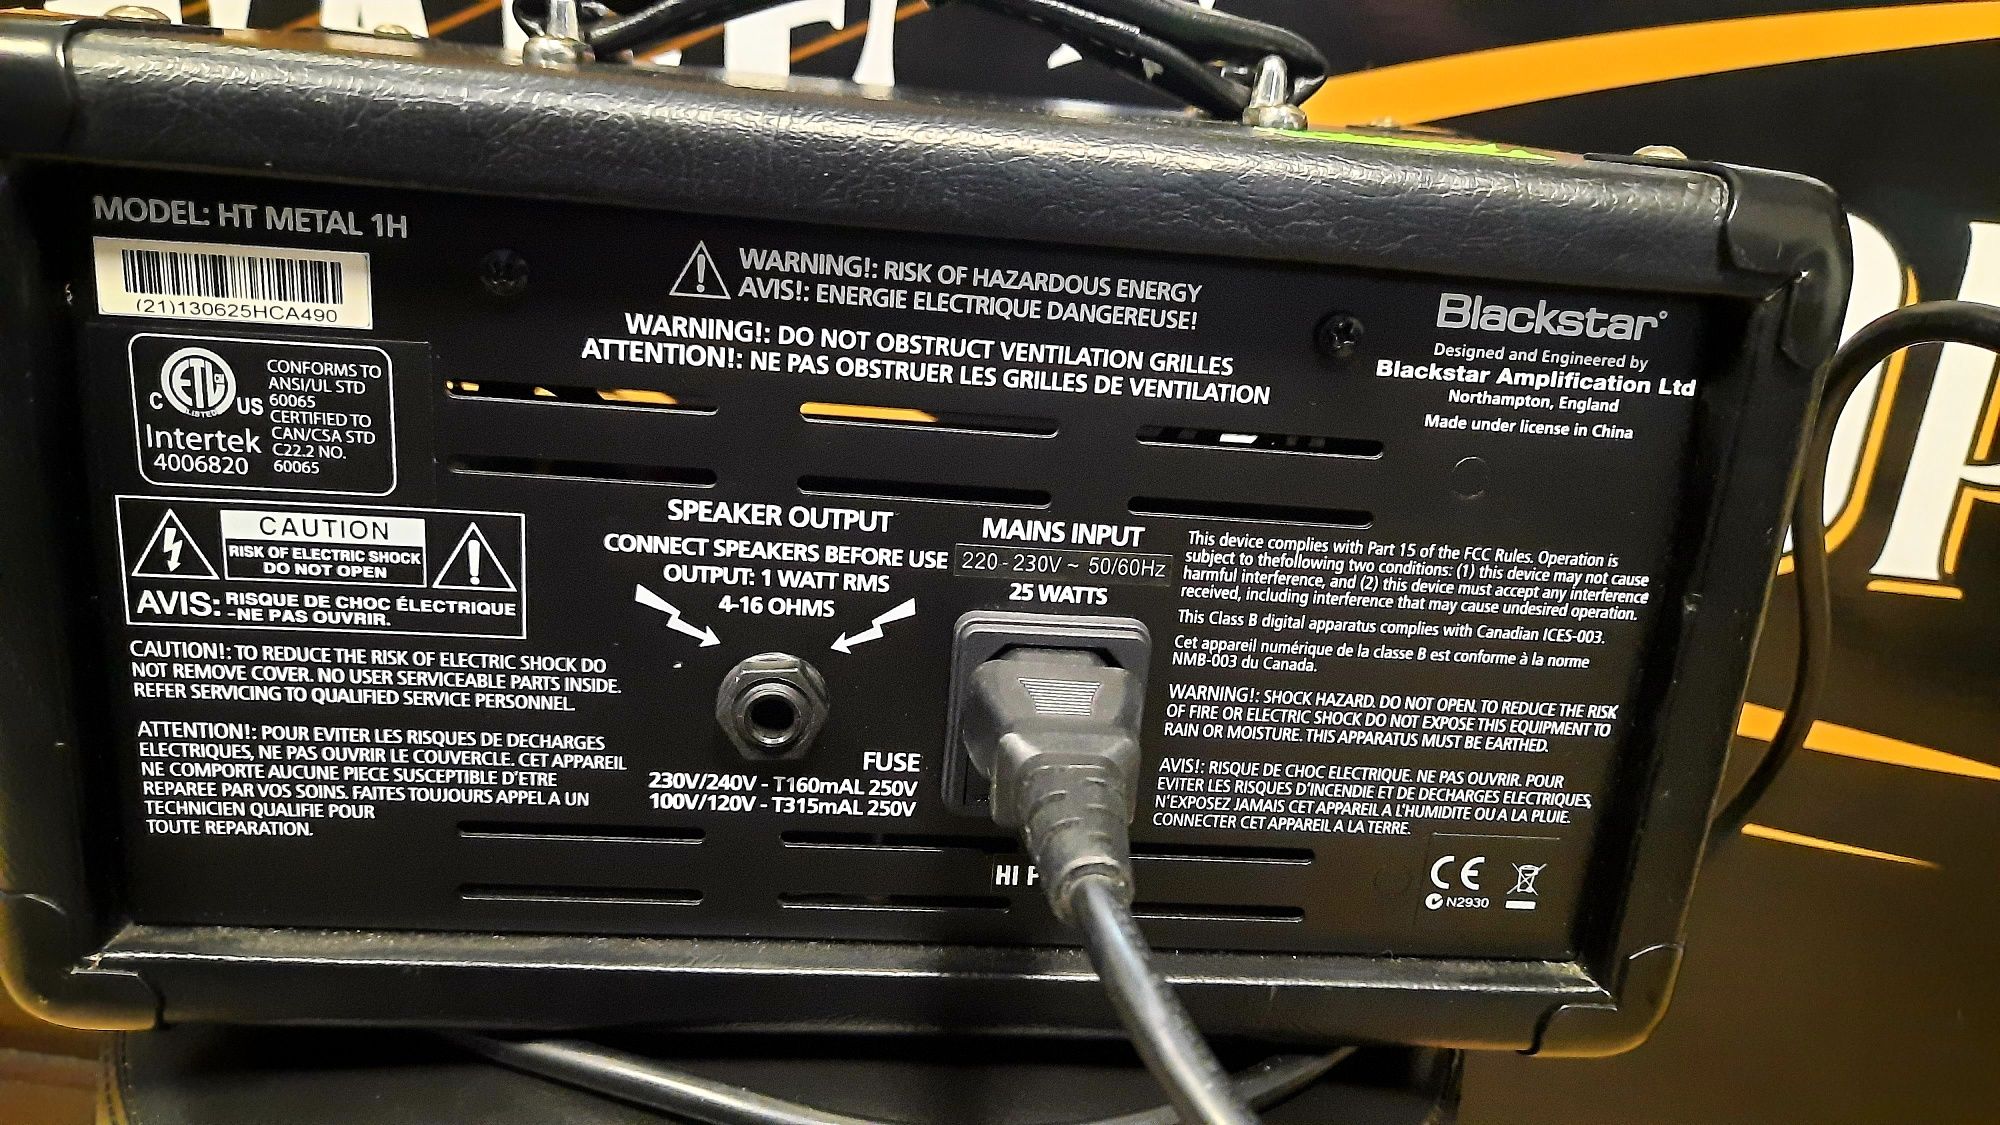 MODEL: HT METAL 1H
(21)130625HCA490
ETL CM
LISTED
C US
Intertek
4006820
CONFORMS TO
ANSI/UL STD
60065
CERTIFIED TO
CAN/CSA STD
C22.2 NO.
60065
WARNING!: RISK OF HAZARDOUS ENERGY
AVIS!: ENERGIE ELECTRIQUE DANGEREUSE!
WARNING!: DO NOT OBSTRUCT VENTILATION GRILLES
ATTENTION!: NE PAS OBSTRUER LES GRILLES DE VENTILATION
Blackstar
Designed and Engineered by
Blackstar Amplification Ltd
Northampton, England
Made under license in China
CAUTION
RISK OF ELECTRIC SHOCK
DO NOT OPEN
AVIS: RISQUE DE CHOC ÉLECTRIQUE
-NE PAS OUVRIR.
CAUTION!: TO REDUCE THE RISK OF ELECTRIC SHOCK DO
NOT REMOVE COVER. NO USER SERVICEABLE PARTS INSIDE.
REFER SERVICING TO QUALIFIED SERVICE PERSONNEL.
ATTENTION!: POUR EVITER LES RISQUES DE DECHARGES
ELECTRIQUES, NE PAS OUVRIR LE COUVERCLE. CET APPAREIL
NE COMPORTE AUCUNE PIECE SUSCEPTIBLE D'ETRE
REPAREE PAR VOS SOINS. FAITES TOUJOURS APPEL A UN
TECHNICIEN QUALIFIE POUR
TOUTE REPARATION.
SPEAKER OUTPUT
CONNECT SPEAKERS BEFORE USE
OUTPUT: 1 WATT RMS
4-16 OHMS
FUSE
230V/240V - T160mAL 250V
100V/120V - T315mAL 250V
MAINS INPUT
220 - 230V ~ 50/60Hz
25 WATTS
HI P
This device complies with Part 15 of the FCC Rules. Operation is
subject to thefollowing two conditions: (1) this device may not cause
harmful interference, and (2) this device must accept any interference
received, including interference that may cause undesired operation.
This Class B digital apparatus complies with Canadian ICES-003.
Cet appareil numérique de la classe B est conforme à la norme
NMB-003 du Canada.
WARNING!: SHOCK HAZARD. DO NOT OPEN. TO REDUCE THE RISK
OF FIRE OR ELECTRIC SHOCK DO NOT EXPOSE THIS EQUIPMENT TO
RAIN OR MOISTURE. THIS APPARATUS MUST BE EARTHED.
AVIS!: RISQUE DE CHOC ELECTRIQUE. NE PAS OUVRIR. POUR
EVITER LES RISQUES D'INCENDIE ET DE DECHARGES ELECTRIQUES,
N'EXPOSEZ JAMAIS CET APPAREIL A L'HUMIDITE OU A LA PLUIE.
CONNECTER CET APPAREIL A LA TERRE.
CE
N2930